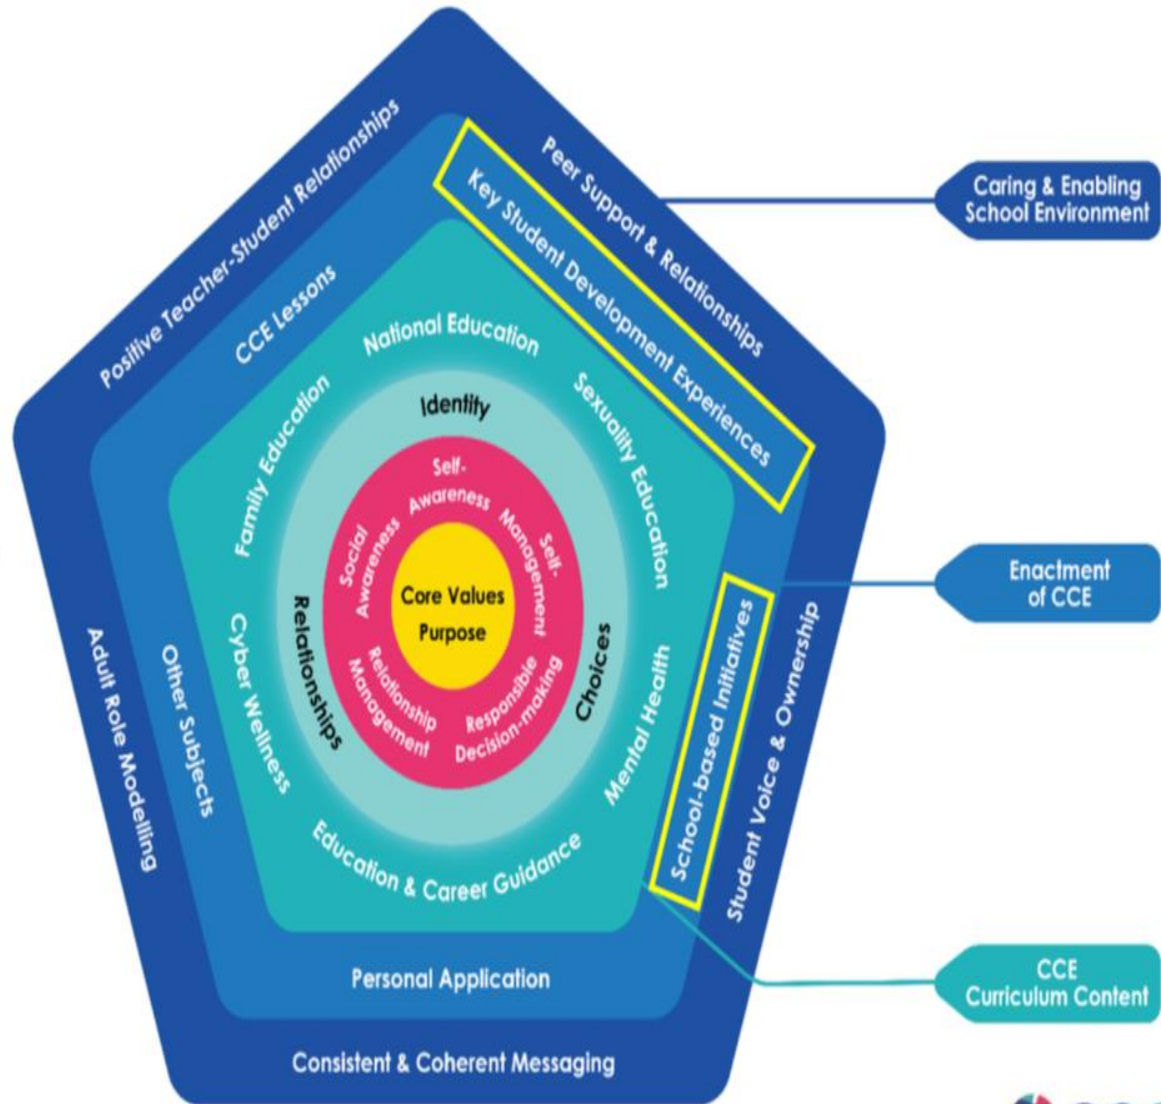 Positive Teacher-Student Relationships
Peer Support & Relationships
Student Voice & Ownership
Consistent & Coherent Messaging
Adult Role Modelling
CCE Lessons
Key Student Development Experiences
School-based Initiatives
Personal Application
Other Subjects
National Education
Sexuality Education
Mental Health
Education & Career Guidance
Cyber Wellness
Family Education
Identity
Choices
Relationships
Self-
Awareness
Self-
Management
Responsible
Decision-making
Relationship
Management
Social
Awareness
Core Values
Purpose
Caring & Enabling
School Environment
Enactment
of CCE
CCE
Curriculum Content